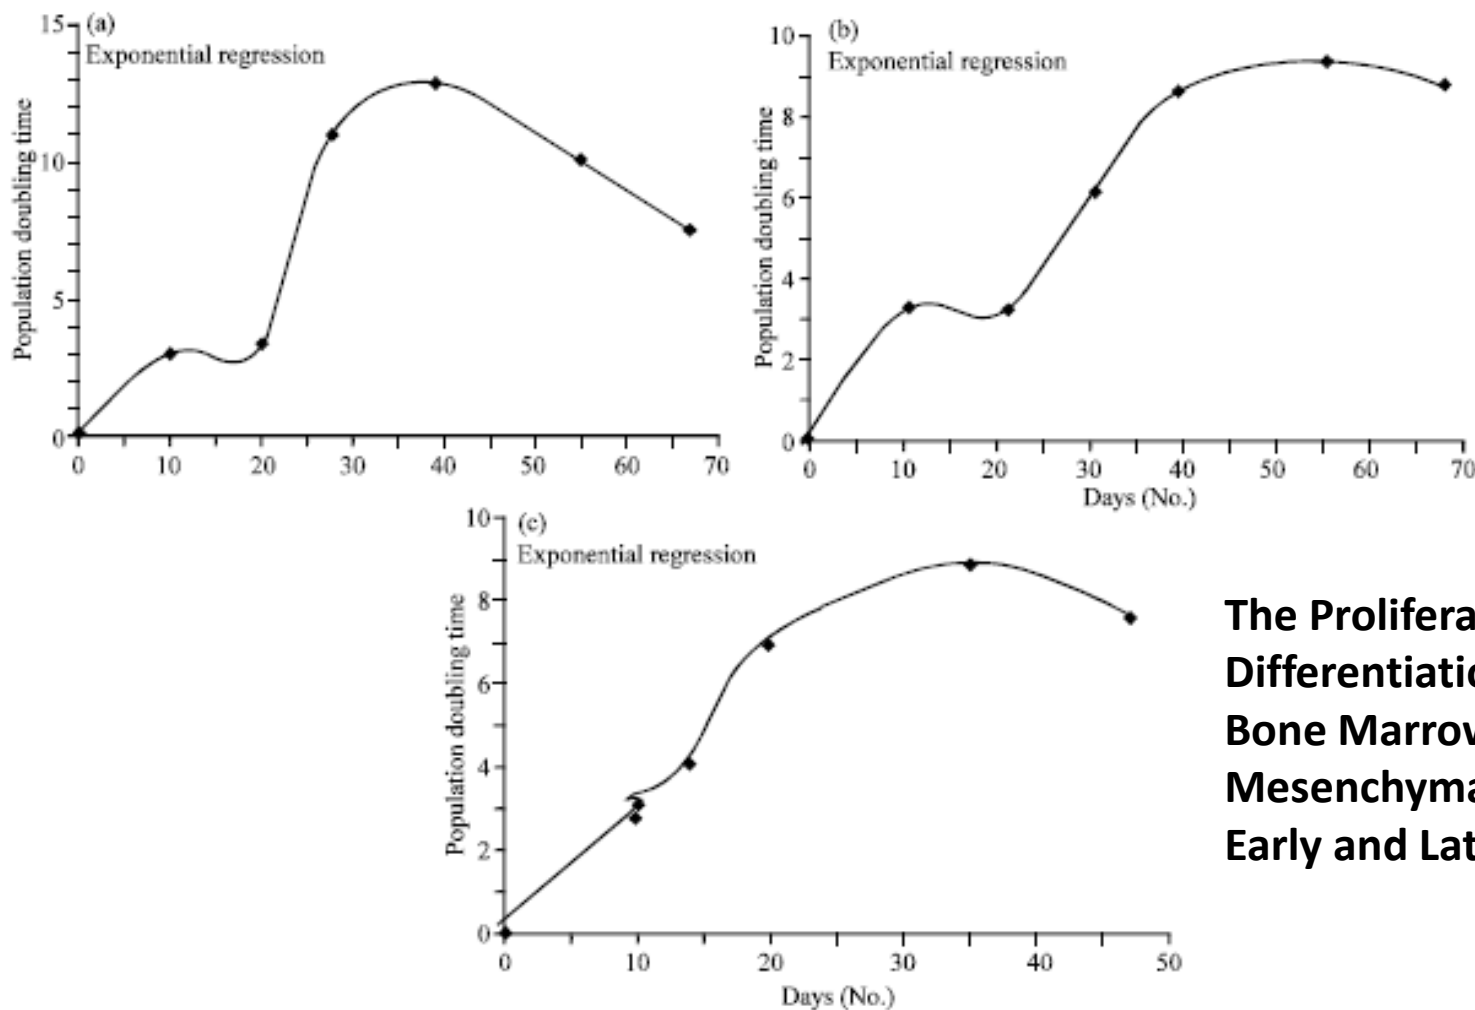 (a)
Exponential regression
Population doubling time
15
10
5
0
0 10 20 30 40 50 60 70
(b)
Exponential regression
Population doubling time
10
8
6
4
2
0
0 10 20 30 40 50 60 70
Days (No.)
(c)
Exponential regression
Population doubling time
10
8
6
4
2
0
0 10 20 30 40 50
Days (No.)
The Prolifera
Differentiati
Bone Marrov
Mesenchyma
Early and Lat